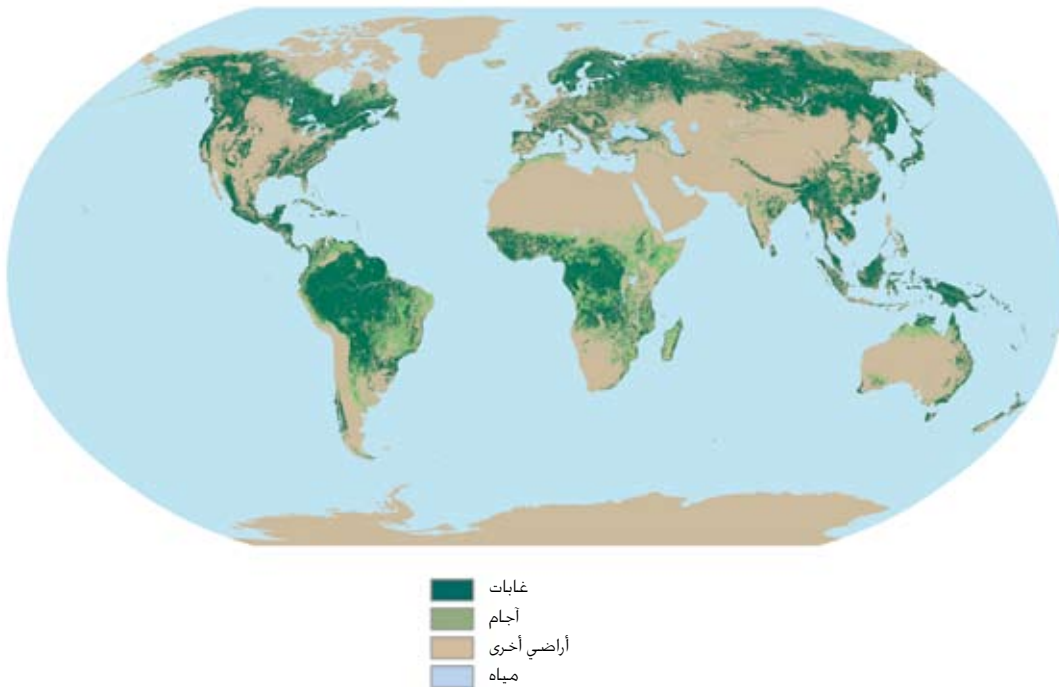 غابات
آجام
أراضي أخرى
مياه